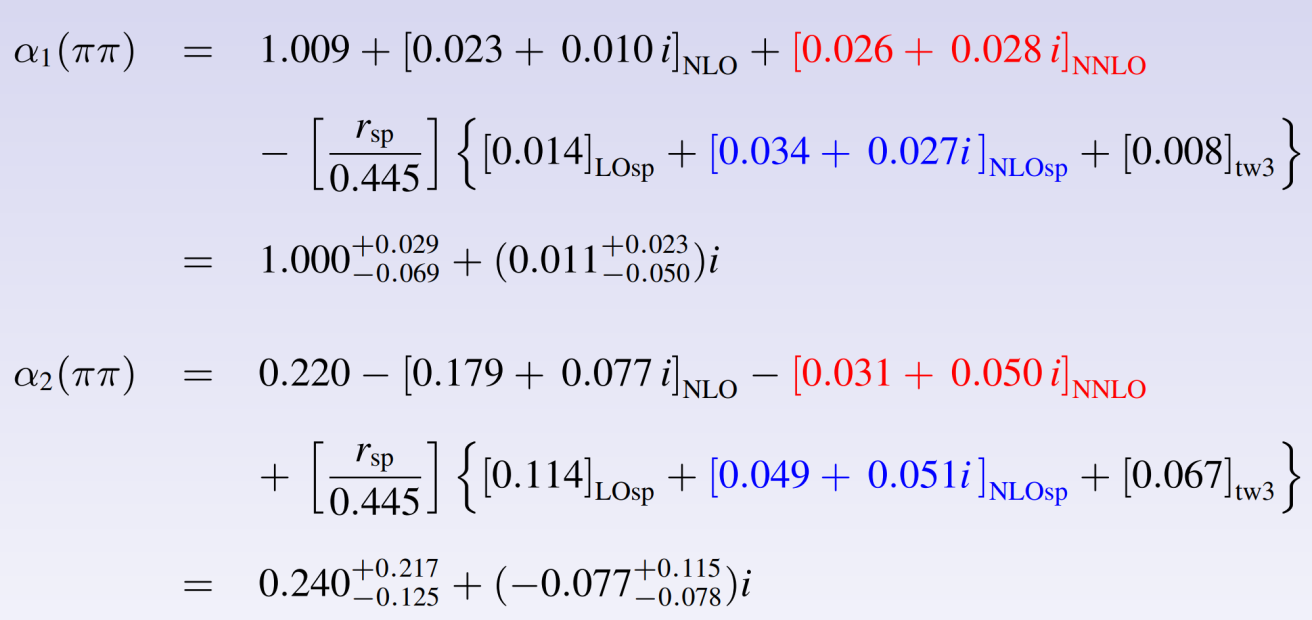 α₁(ππ) = 1.009 + [0.023 + 0.010 i]_NLO + [0.026 + 0.028 i]_NNLO
− [r_sp / 0.445] { [0.014]_LOsp + [0.034 + 0.027i]_NLOsp + [0.008]_tw3 }
= 1.000^{+0.029}_{−0.069} + (0.011^{+0.023}_{−0.050})i
α₂(ππ) = 0.220 − [0.179 + 0.077 i]_NLO − [0.031 + 0.050 i]_NNLO
+ [r_sp / 0.445] { [0.114]_LOsp + [0.049 + 0.051i]_NLOsp + [0.067]_tw3 }
= 0.240^{+0.217}_{−0.125} + (−0.077^{+0.115}_{−0.078})i